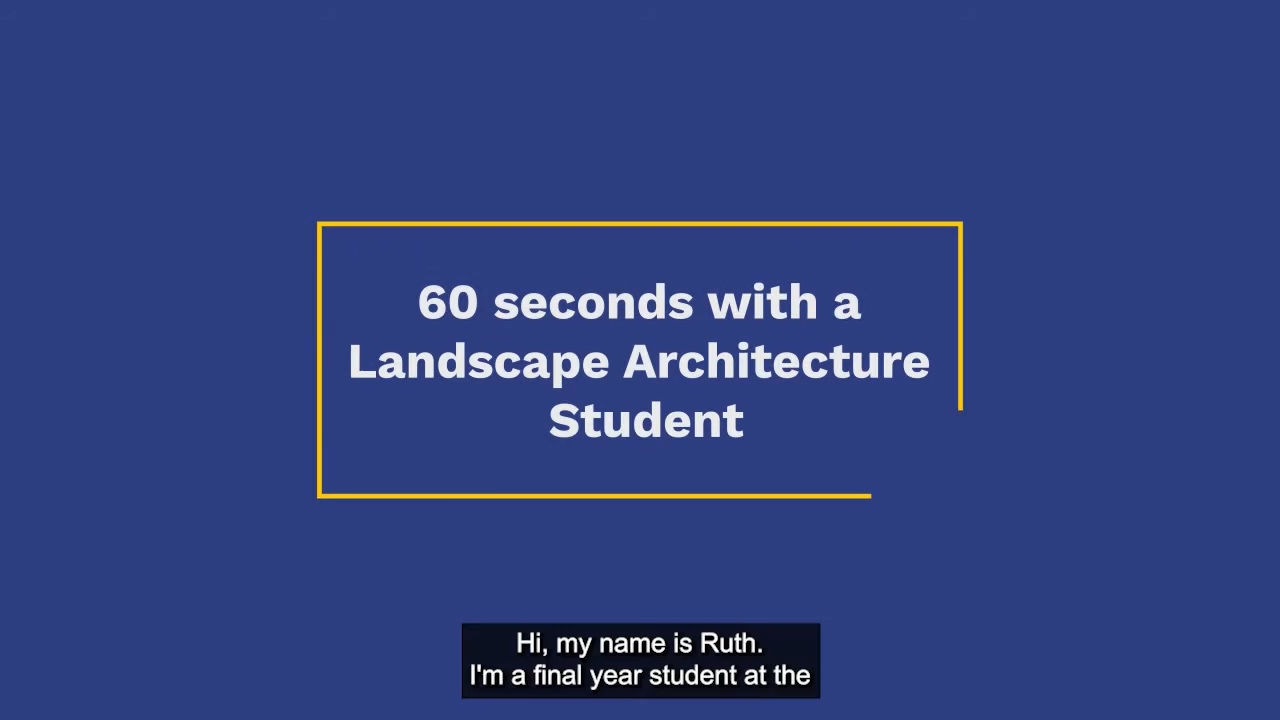 60 seconds with a
Landscape Architecture
Student
Hi, my name is Ruth.
I'm a final year student at the